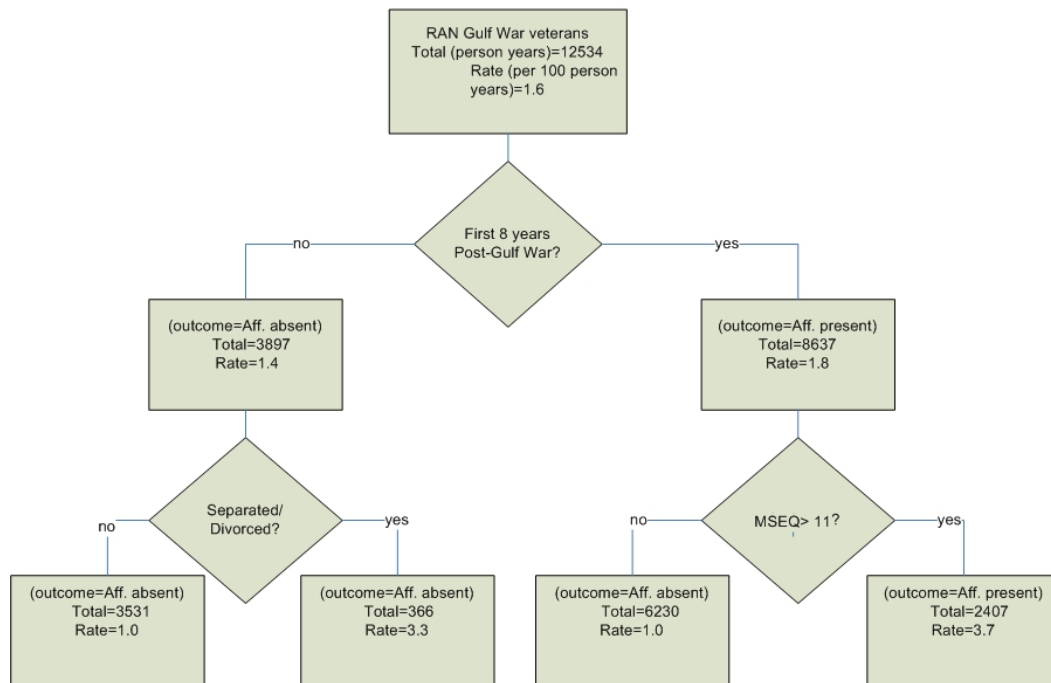 RAN Gulf War veterans
Total (person years)=12534
Rate (per 100 person
years)=1.6
First 8 years
Post-Gulf War?
no
yes
(outcome=Aff. absent)
Total=3897
Rate=1.4
(outcome=Aff. present)
Total=8637
Rate=1.8
Separated/
Divorced?
no
yes
MSEQ> 11?
no
yes
(outcome=Aff. absent)
Total=3531
Rate=1.0
(outcome=Aff. absent)
Total=366
Rate=3.3
(outcome=Aff. absent)
Total=6230
Rate=1.0
(outcome=Aff. present)
Total=2407
Rate=3.7